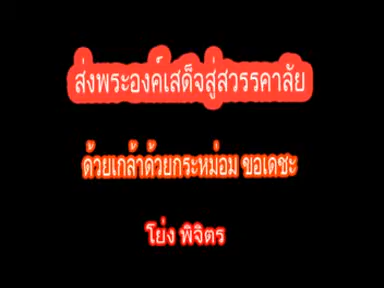 ส่งพระองค์เสด็จสู่สวรรคาลัย
ด้วยเกล้าด้วยกระหม่อม ขอเดชะ
โย่ง พิจิตร